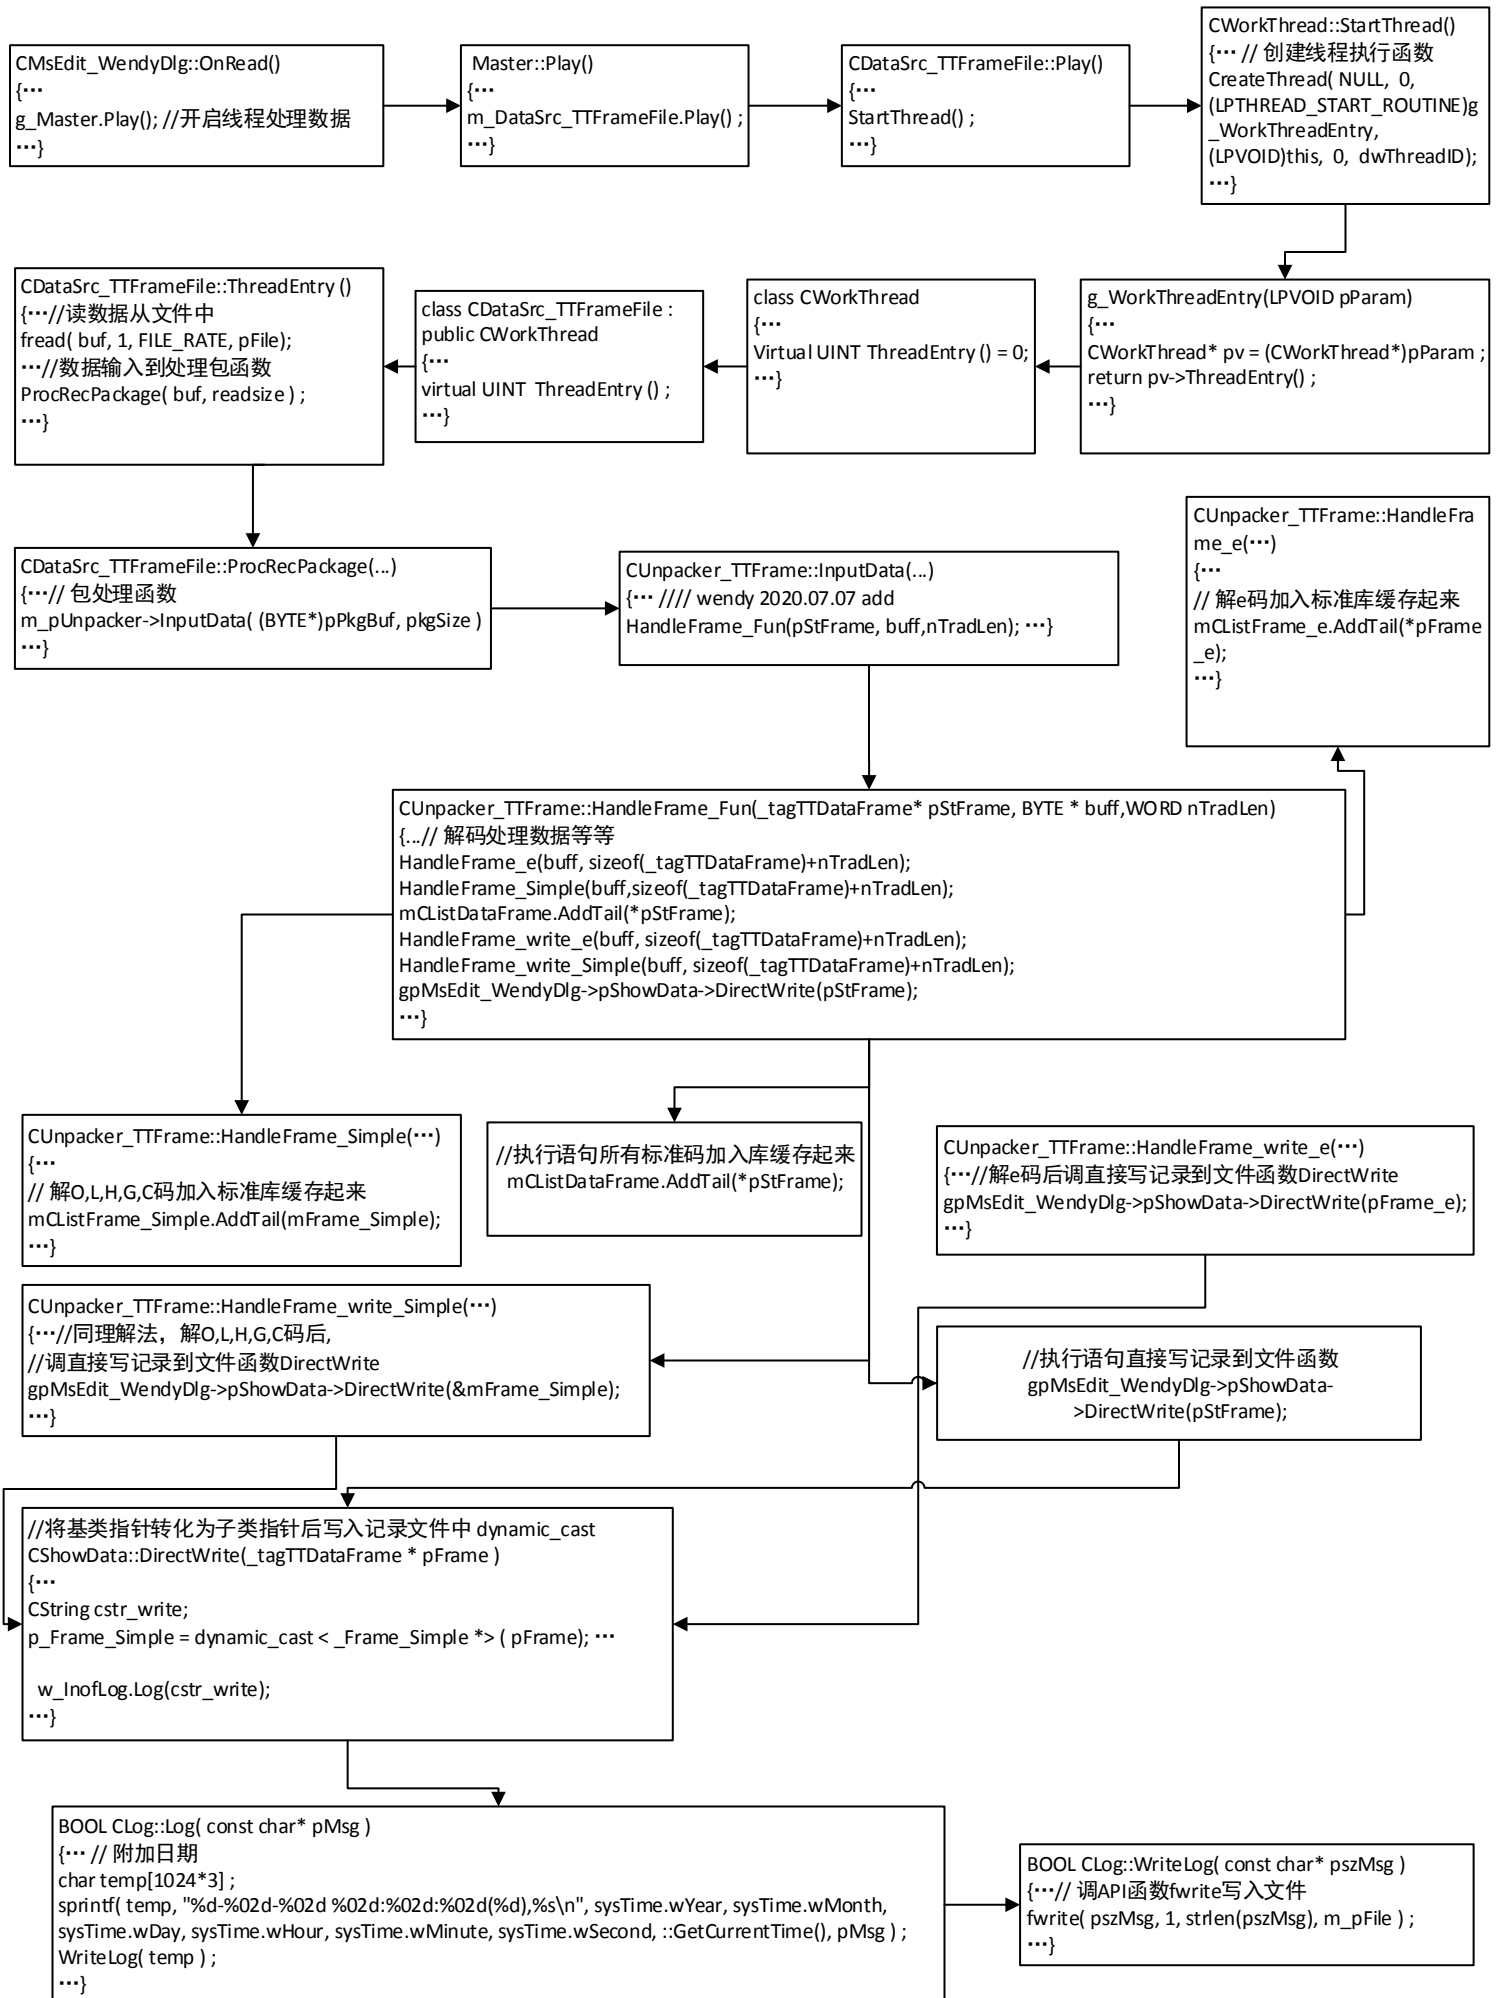 CMsEdit_WendyDlg::OnRead()
{…
g_Master.Play(); //开启线程处理数据
…}
Master::Play()
{…
m_DataSrc_TTFrameFile.Play() ;
…}
CDataSrc_TTFrameFile::Play()
{…
StartThread() ;
…}
CWorkThread::StartThread()
{… // 创建线程执行函数
CreateThread( NULL, 0,
(LPTHREAD_START_ROUTINE)g
_WorkThreadEntry,
(LPVOID)this, 0, dwThreadID);
…}
g_WorkThreadEntry(LPVOID pParam)
{…
CWorkThread* pv = (CWorkThread*)pParam ;
return pv->ThreadEntry() ;
…}
class CWorkThread
{…
Virtual UINT ThreadEntry () = 0;
…}
class CDataSrc_TTFrameFile :
public CWorkThread
{…
virtual UINT ThreadEntry () ;
…}
CDataSrc_TTFrameFile::ThreadEntry ()
{…//读数据从文件中
fread( buf, 1, FILE_RATE, pFile);
…//数据输入到处理包函数
ProcRecPackage( buf, readsize ) ;
…}
CDataSrc_TTFrameFile::ProcRecPackage(...)
{…// 包处理函数
m_pUnpacker->InputData( (BYTE*)pPkgBuf, pkgSize )
…}
CUnpacker_TTFrame::InputData(...)
{… //// wendy 2020.07.07 add
HandleFrame_Fun(pStFrame, buff,nTradLen); …}
CUnpacker_TTFrame::HandleFra
me_e(…)
{…
// 解e码加入标准库缓存起来
mCListFrame_e.AddTail(*pFrame
_e);
…}
CUnpacker_TTFrame::HandleFrame_Fun(_tagTTDataFrame* pStFrame, BYTE * buff,WORD nTradLen)
{...// 解码处理数据等等
HandleFrame_e(buff, sizeof(_tagTTDataFrame)+nTradLen);
HandleFrame_Simple(buff,sizeof(_tagTTDataFrame)+nTradLen);
mCListDataFrame.AddTail(*pStFrame);
HandleFrame_write_e(buff, sizeof(_tagTTDataFrame)+nTradLen);
HandleFrame_write_Simple(buff, sizeof(_tagTTDataFrame)+nTradLen);
gpMsEdit_WendyDlg->pShowData->DirectWrite(pStFrame);
…}
CUnpacker_TTFrame::HandleFrame_Simple(…)
{…
// 解O,L,H,G,C码加入标准库缓存起来
mCListFrame_Simple.AddTail(mFrame_Simple);
…}
//执行语句所有标准码加入库缓存起来
mCListDataFrame.AddTail(*pStFrame);
CUnpacker_TTFrame::HandleFrame_write_e(…)
{…//解e码后调直接写记录到文件函数DirectWrite
gpMsEdit_WendyDlg->pShowData->DirectWrite(pFrame_e);
…}
CUnpacker_TTFrame::HandleFrame_write_Simple(…)
{…//同理解法，解O,L,H,G,C码后,
//调直接写记录到文件函数DirectWrite
gpMsEdit_WendyDlg->pShowData->DirectWrite(&mFrame_Simple);
…}
//执行语句直接写记录到文件函数
gpMsEdit_WendyDlg->pShowData-
>DirectWrite(pStFrame);
//将基类指针转化为子类指针后写入记录文件中 dynamic_cast
CShowData::DirectWrite(_tagTTDataFrame * pFrame )
{…
CString cstr_write;
p_Frame_Simple = dynamic_cast < _Frame_Simple *> ( pFrame); …
w_InofLog.Log(cstr_write);
…}
BOOL CLog::Log( const char* pMsg )
{… // 附加日期
char temp[1024*3] ;
sprintf( temp, "%d-%02d-%02d %02d:%02d:%02d(%d),%s\n", sysTime.wYear, sysTime.wMonth,
sysTime.wDay, sysTime.wHour, sysTime.wMinute, sysTime.wSecond, ::GetCurrentTime(), pMsg ) ;
WriteLog( temp ) ;
…}
BOOL CLog::WriteLog( const char* pszMsg )
{…// 调API函数fwrite写入文件
fwrite( pszMsg, 1, strlen(pszMsg), m_pFile ) ;
…}